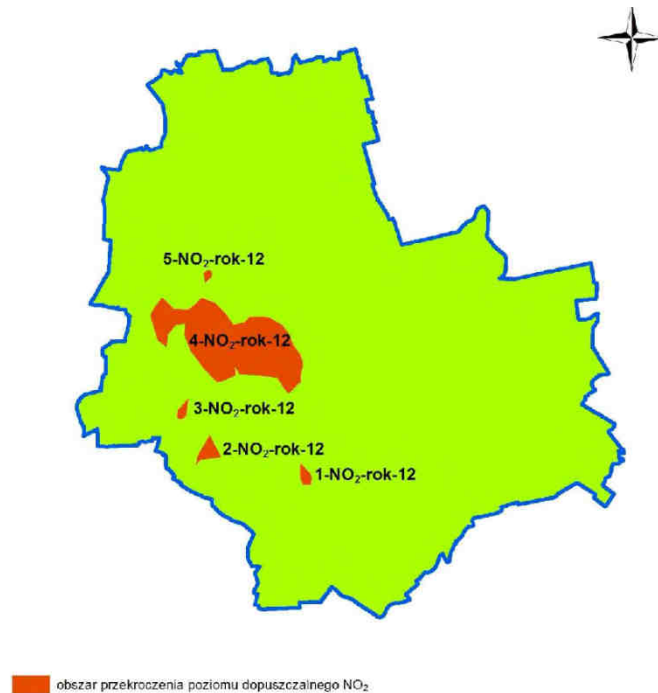 5-NO₂-rok-12
4-NO₂-rok-12
3-NO₂-rok-12
2-NO₂-rok-12
1-NO₂-rok-12
obszar przekroczenia poziomu dopuszczalnego NO₂